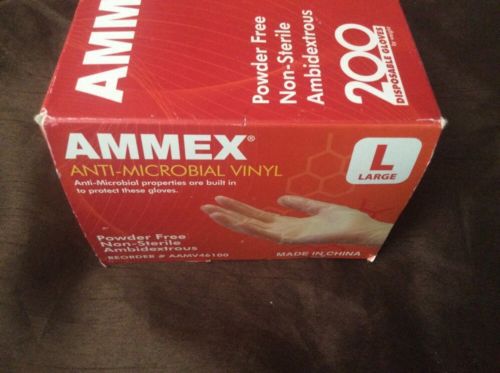 AMM
Powder Free
Non-Sterile
Ambidextrous
200
DISPOSABLE GLOVES
AMMEX®
ANTI-MICROBIAL VINYL
Anti-Microbial properties are built in
to protect these gloves.
L
LARGE
Powder Free
Non-Sterile
Ambidextrous
REORDER # AAMV46100
MADE IN CHINA